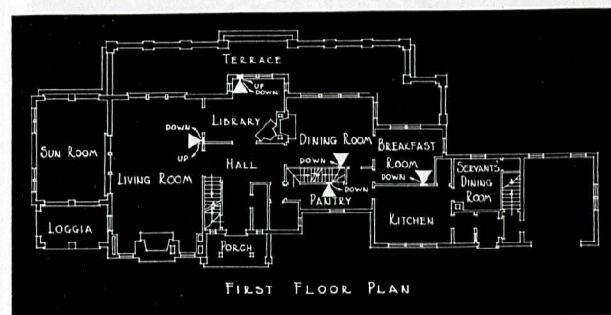 TERRACE
UP
DOWN
LIBRARY
DOWN
UP
SUN ROOM
LIVING ROOM
HALL
DINING ROOM
DOWN
BREAKFAST
ROOM
DOWN
SERVANTS'
DINING
ROOM
DOWN
PANTRY
KITCHEN
LOGGIA
PORCH
FIRST FLOOR PLAN